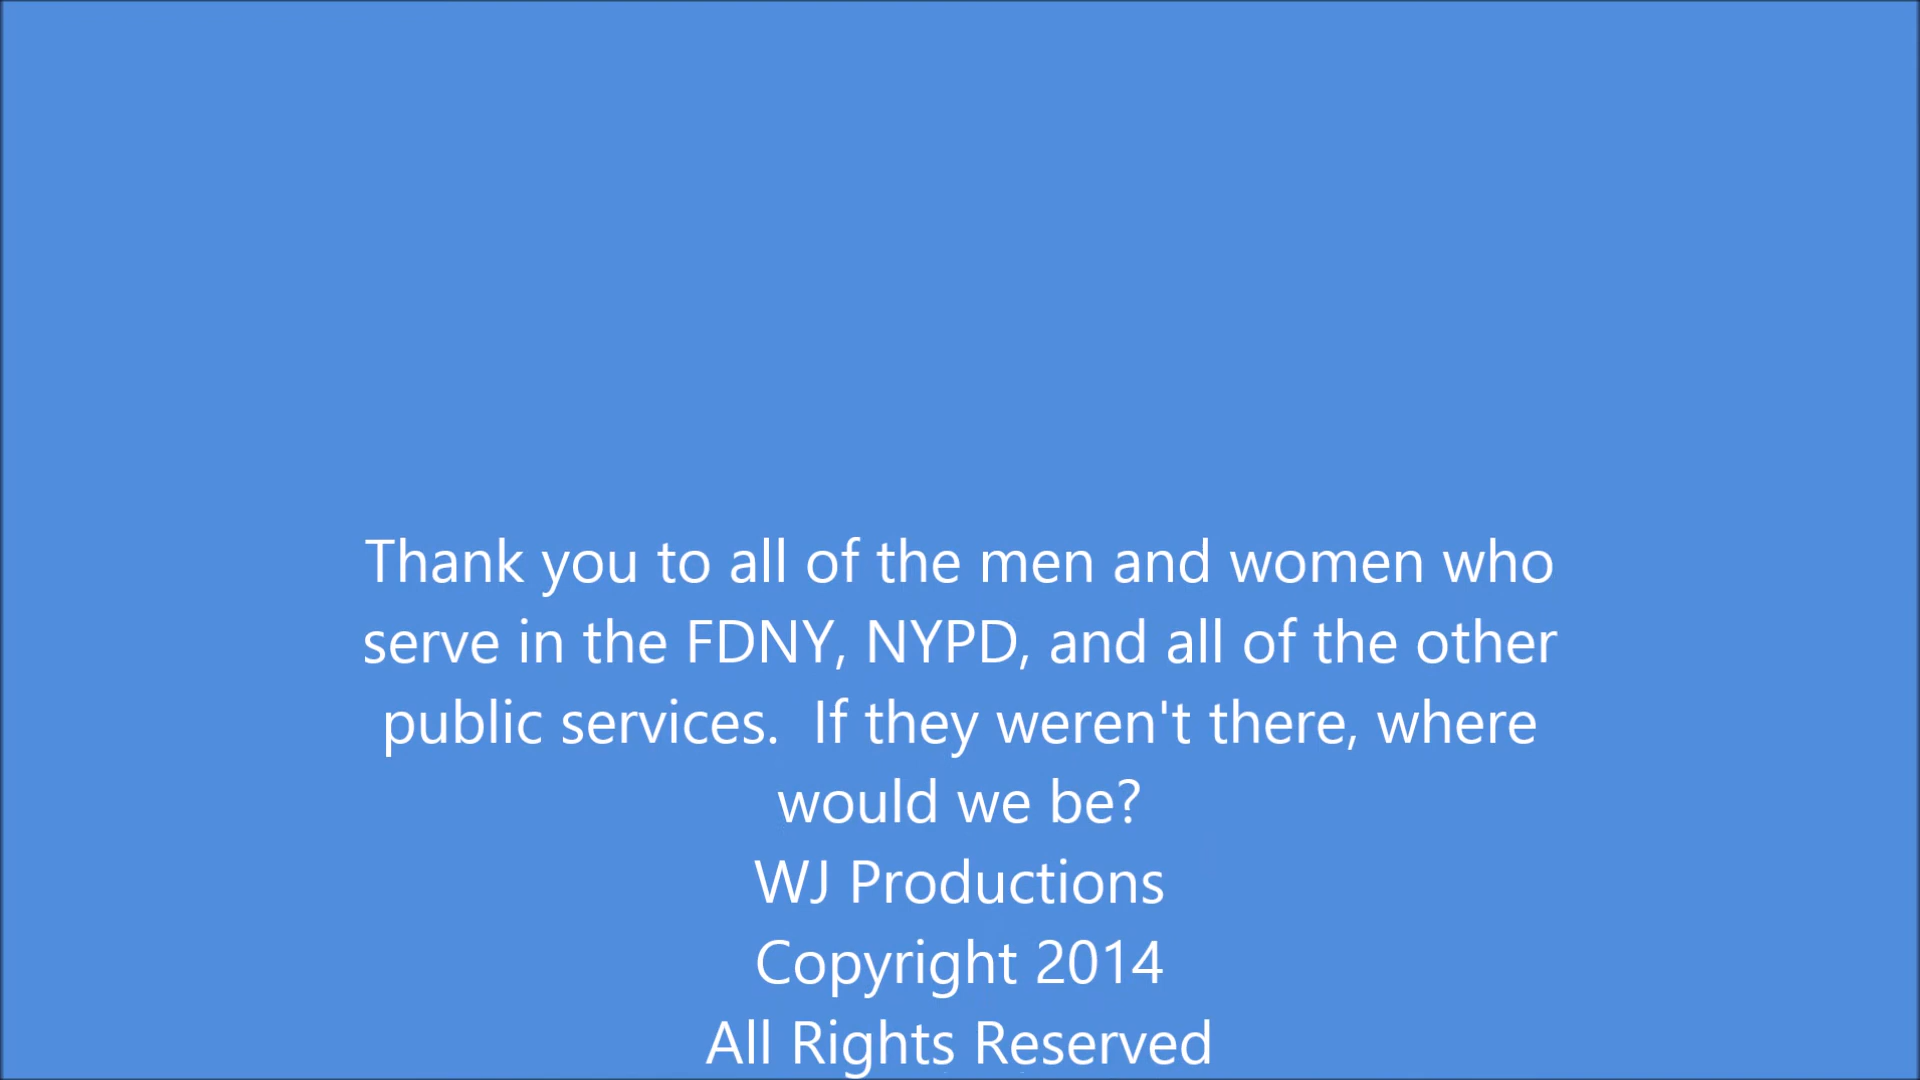 Thank you to all of the men and women who
serve in the FDNY, NYPD, and all of the other
public services.  If they weren't there, where
would we be?
WJ Productions
Copyright 2014
All Rights Reserved